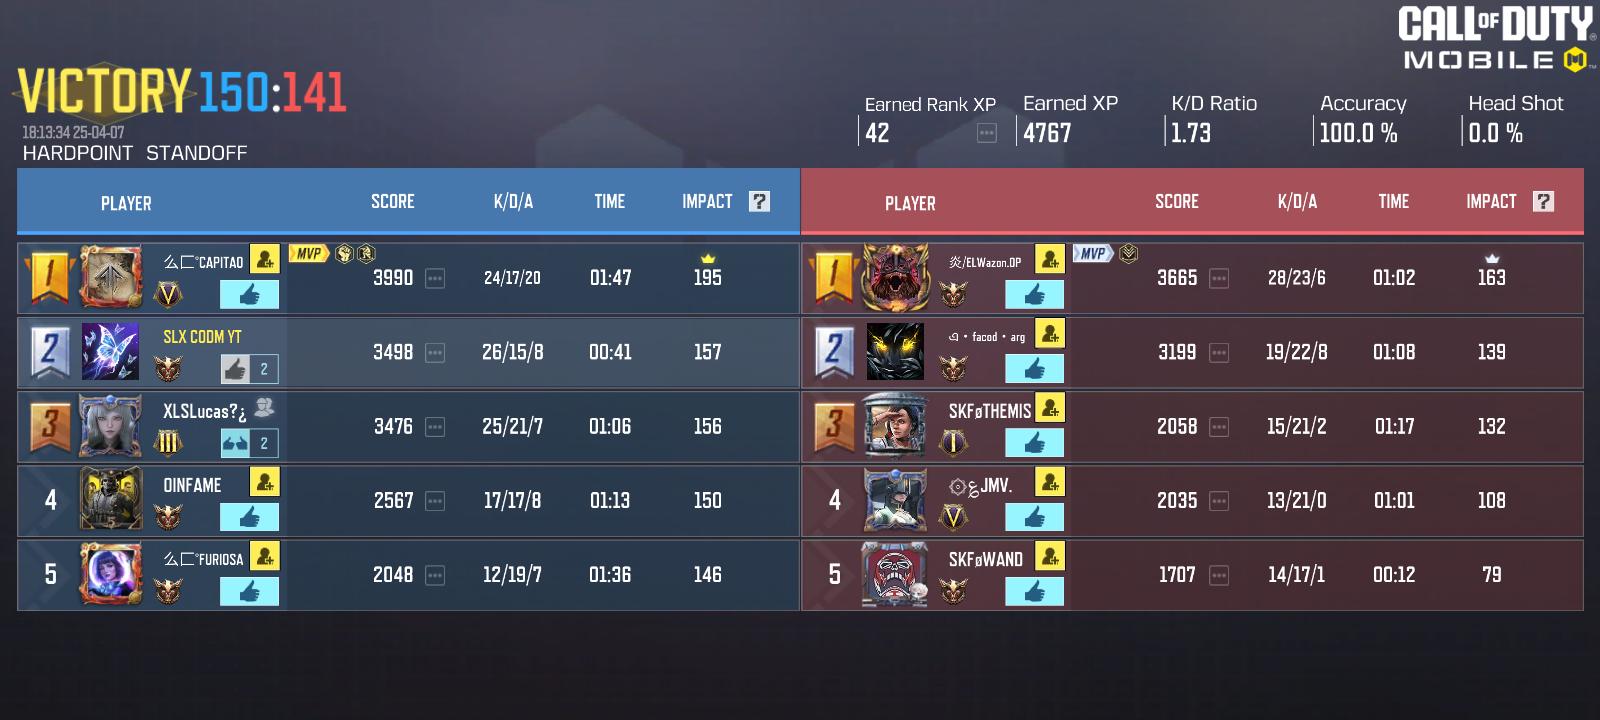 CALL OF DUTY
MOBILE
VICTORY 150:141
18:13:34 25-04-07
HARDPOINT STANDOFF
Earned Rank XP Earned XP K/D Ratio Accuracy Head Shot
42 4767 1.73 100.0 % 0.0 %
PLAYER SCORE K/D/A TIME IMPACT ? PLAYER SCORE K/D/A TIME IMPACT ?
1 么匚°CAPITAO MVP 3990 24/17/20 01:47 195
V
2 SLX CODM YT 3498 26/15/8 00:41 157
2
3 XLSLucas?¿ 3476 25/21/7 01:06 156
III 2
4 OINFAME 2567 17/17/8 01:13 150
5 么匚°FURIOSA 2048 12/19/7 01:36 146
1 炎/ELWazon.OP MVP 3665 28/23/6 01:02 163
2 • facod • arg 3199 19/22/8 01:08 139
3 SKFøTHEMIS 2058 15/21/2 01:17 132
I
4 JMV. 2035 13/21/0 01:01 108
V
5 SKFøWAND 1707 14/17/1 00:12 79